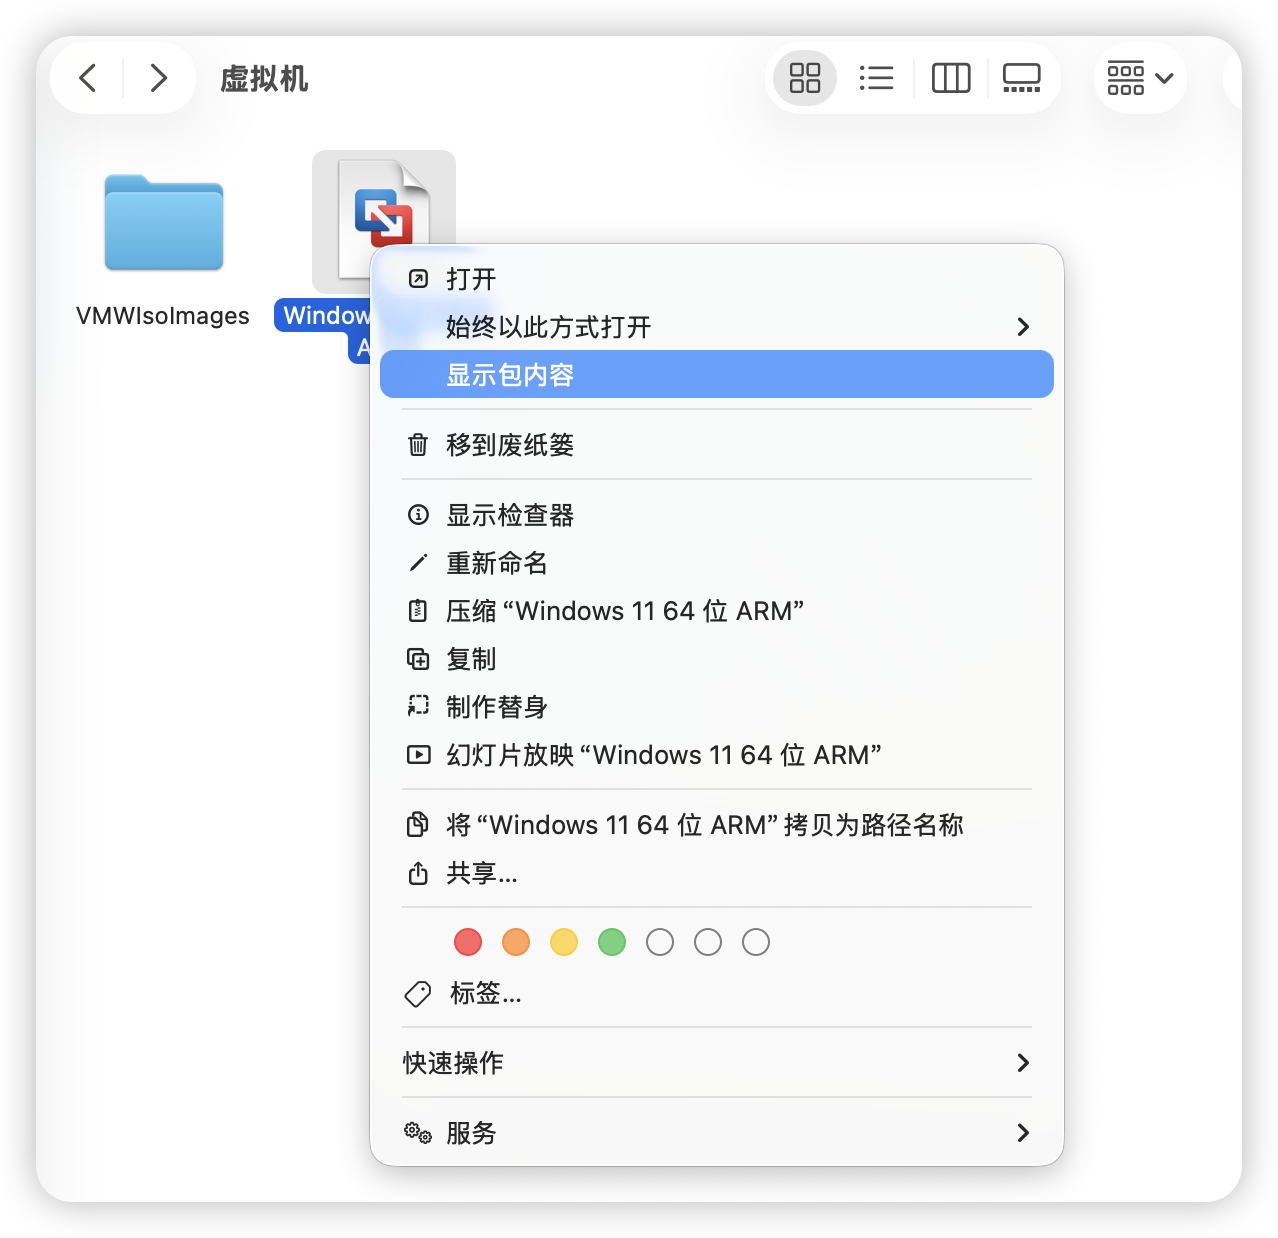 虚拟机
VMWIsoImages
Window
A
打开
始终以此方式打开
显示包内容
移到废纸篓
显示检查器
重新命名
压缩“Windows 11 64 位 ARM”
复制
制作替身
幻灯片放映“Windows 11 64 位 ARM”
将“Windows 11 64 位 ARM”拷贝为路径名称
共享...
标签...
快速操作
服务